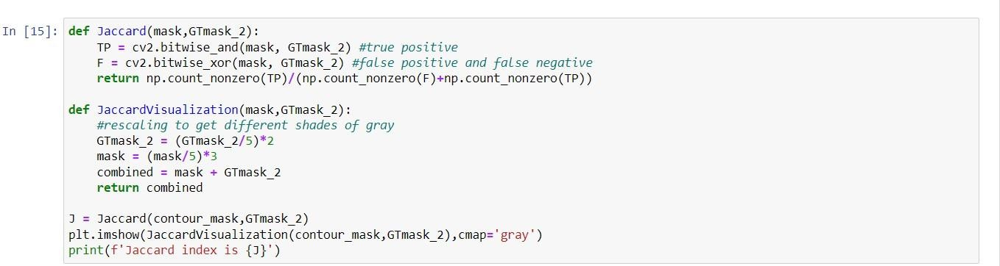 In [15]: def Jaccard(mask,GTmask_2):
    TP = cv2.bitwise_and(mask, GTmask_2) #true positive
    F = cv2.bitwise_xor(mask, GTmask_2) #false positive and false negative
    return np.count_nonzero(TP)/(np.count_nonzero(F)+np.count_nonzero(TP))

def JaccardVisualization(mask,GTmask_2):
    #rescaling to get different shades of gray
    GTmask_2 = (GTmask_2/5)*2
    mask = (mask/5)*3
    combined = mask + GTmask_2
    return combined

J = Jaccard(contour_mask,GTmask_2)
plt.imshow(JaccardVisualization(contour_mask,GTmask_2),cmap='gray')
print(f'Jaccard index is {J}')